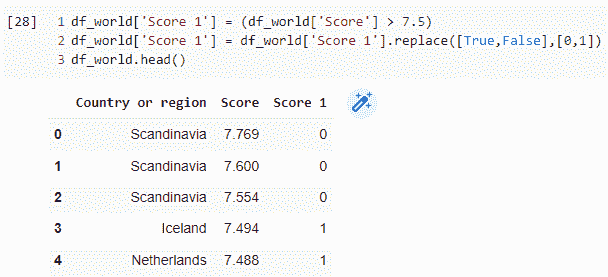 [28] 1 df_world['Score 1'] = (df_world['Score'] > 7.5)
2 df_world['Score 1'] = df_world['Score 1'].replace([True,False],[0,1])
3 df_world.head()
Country or region Score Score 1
0 Scandinavia 7.769 0
1 Scandinavia 7.600 0
2 Scandinavia 7.554 0
3 Iceland 7.494 1
4 Netherlands 7.488 1